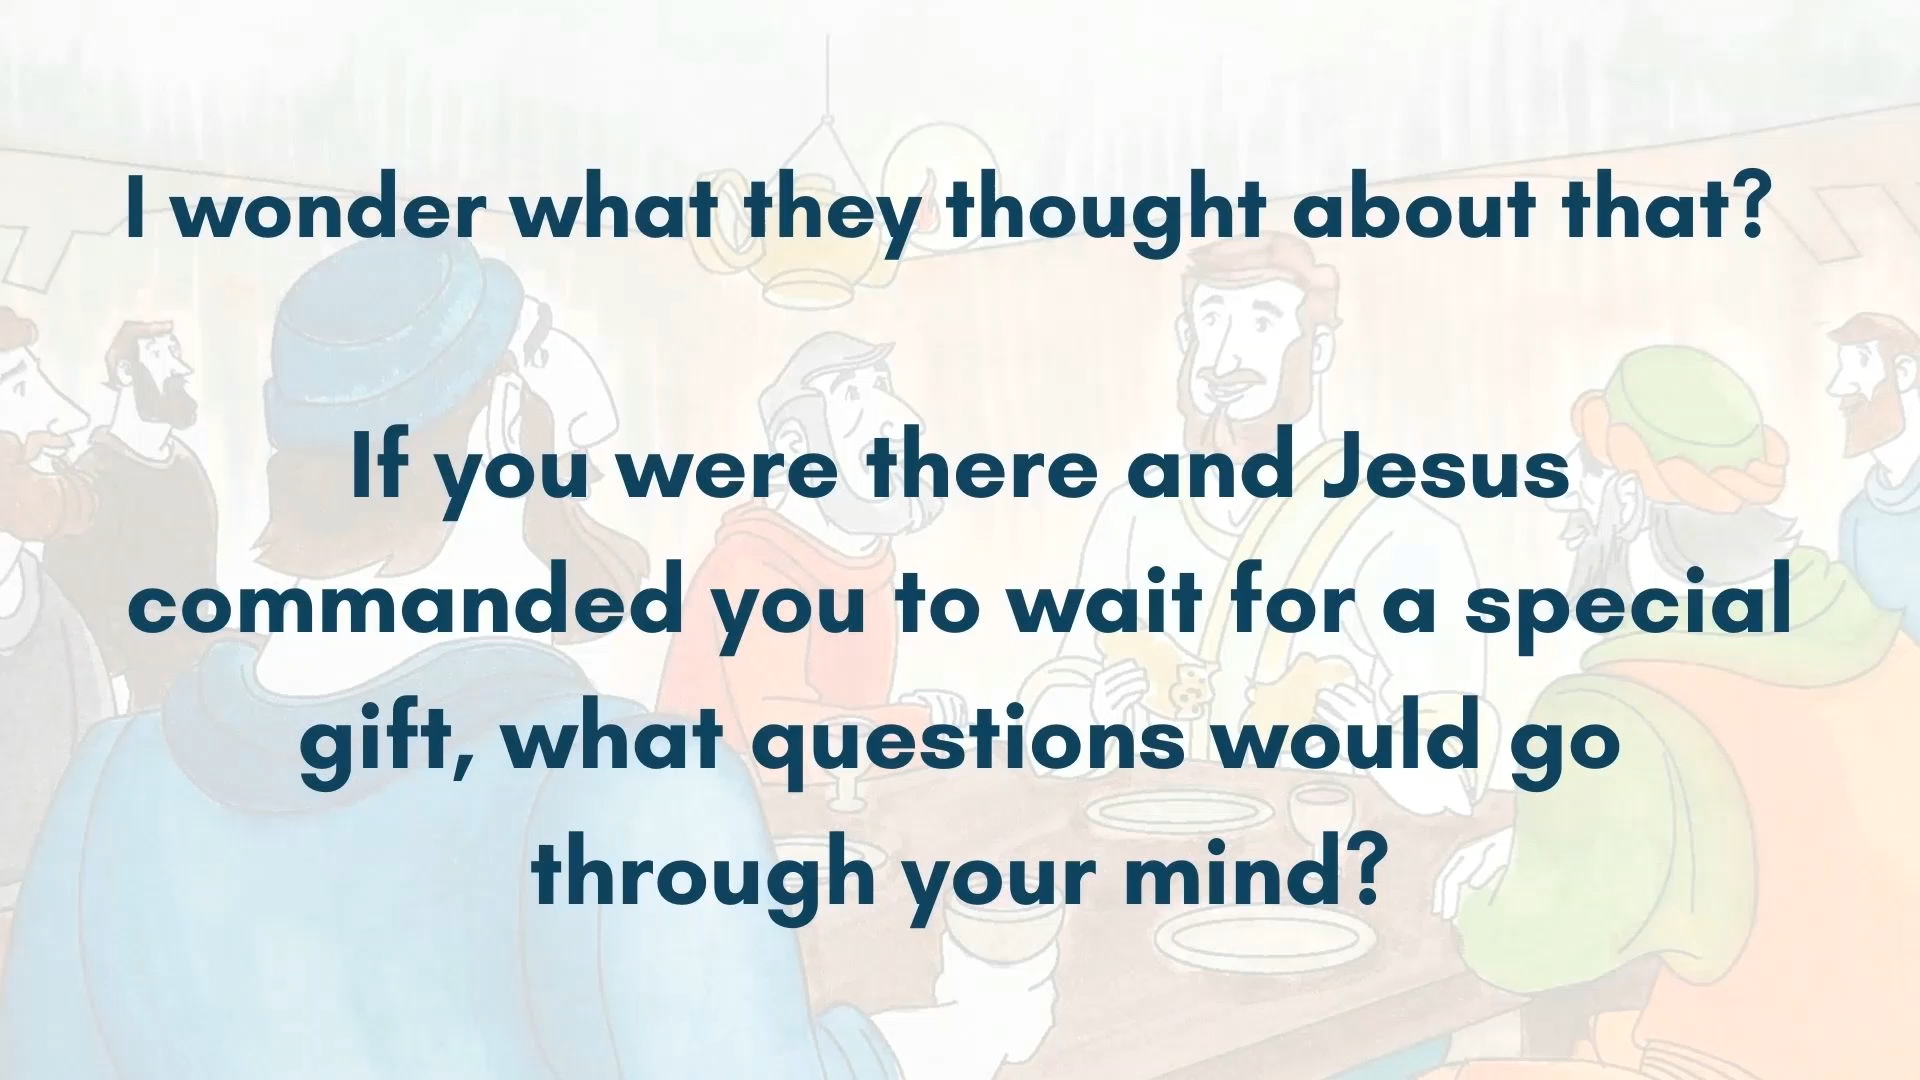 I wonder what they thought about that?
If you were there and Jesus
commanded you to wait for a special
gift, what questions would go
through your mind?